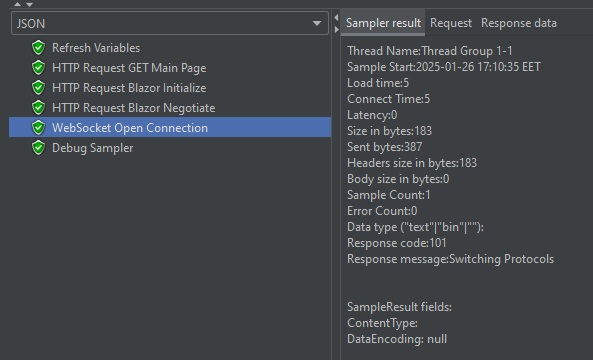 JSON
Refresh Variables
HTTP Request GET Main Page
HTTP Request Blazor Initialize
HTTP Request Blazor Negotiate
WebSocket Open Connection
Debug Sampler
Sampler result Request Response data
Thread Name:Thread Group 1-1
Sample Start:2025-01-26 17:10:35 EET
Load time:5
Connect Time:5
Latency:0
Size in bytes:183
Sent bytes:387
Headers size in bytes:183
Body size in bytes:0
Sample Count:1
Error Count:0
Data type ("text"|"bin"|""):
Response code:101
Response message:Switching Protocols
SampleResult fields:
ContentType:
DataEncoding: null